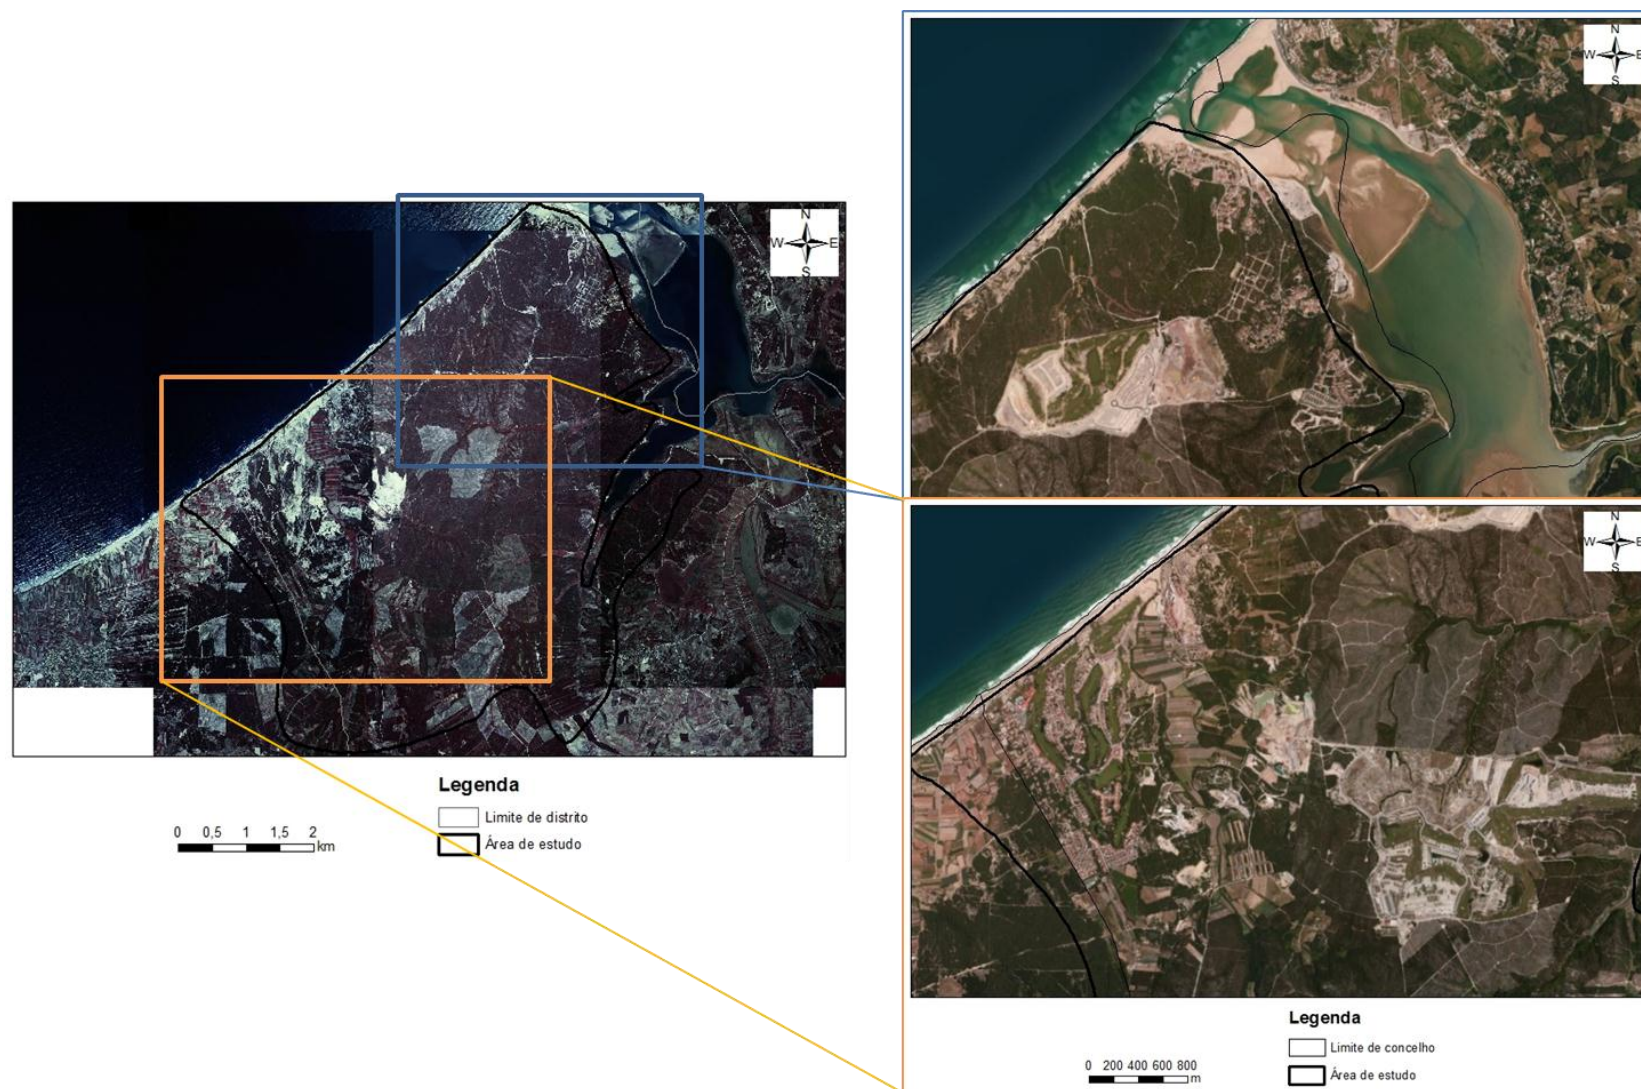 N
W E
S
Legenda
Limite de distrito
Área de estudo
0 0,5 1 1,5 2
km
N
W E
S
N
W E
S
Legenda
Limite de concelho
Área de estudo
0 200 400 600 800
m